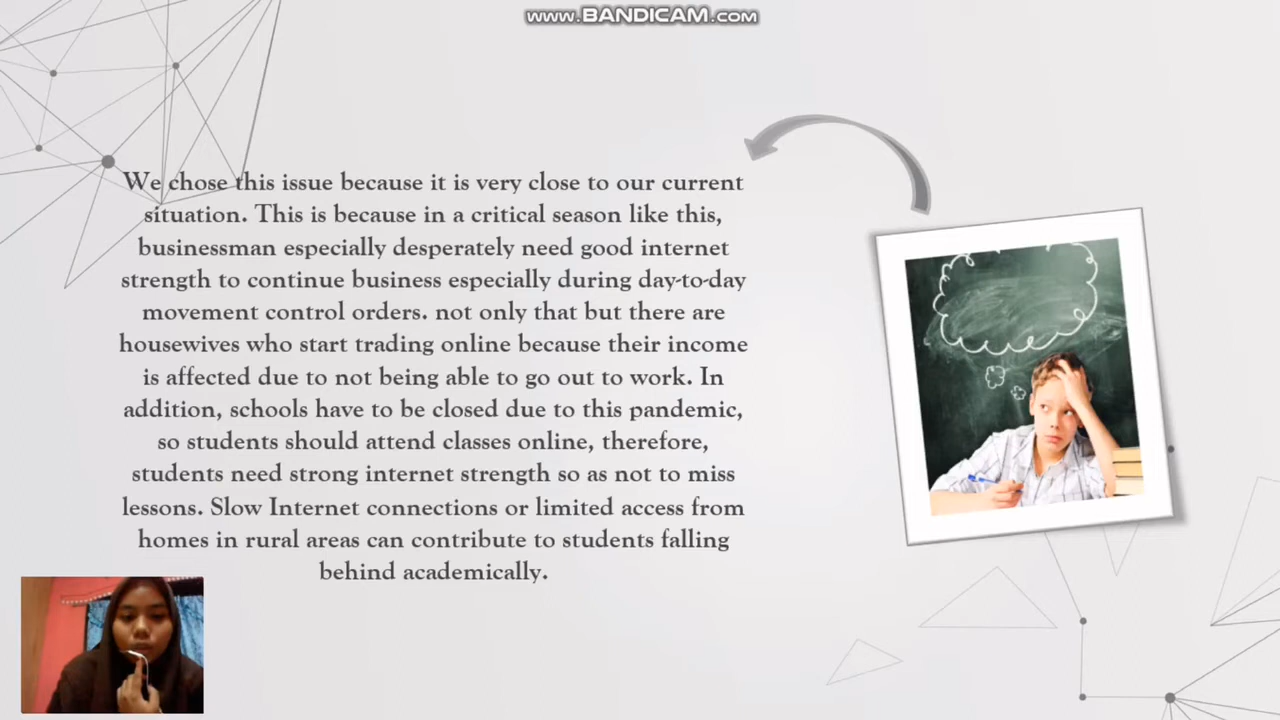 www.BANDICAM.com
We chose this issue because it is very close to our current
situation. This is because in a critical season like this,
businessman especially desperately need good internet
strength to continue business especially during day-to-day
movement control orders. not only that but there are
housewives who start trading online because their income
is affected due to not being able to go out to work. In
addition, schools have to be closed due to this pandemic,
so students should attend classes online, therefore,
students need strong internet strength so as not to miss
lessons. Slow Internet connections or limited access from
homes in rural areas can contribute to students falling
behind academically.